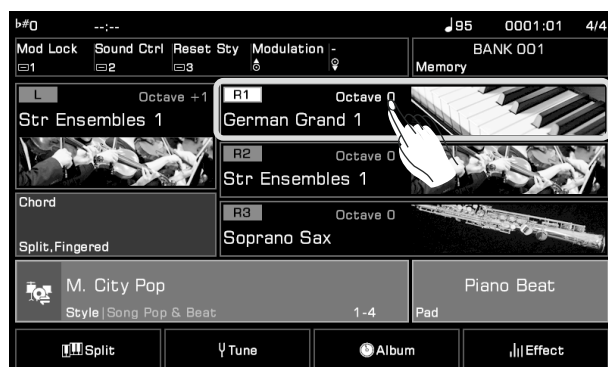 ♭#0 --:-- ♩95 0001:01 4/4
Mod Lock Sound Ctrl Reset Sty Modulation - BANK 001
1 2 3 Memory
L Octave +1 R1 Octave 0
Str Ensembles 1 German Grand 1
R2 Octave 0
Str Ensembles 1
Chord
R3 Octave 0
Soprano Sax
Split,Fingered
M. City Pop Piano Beat
Style|Song Pop & Beat 1-4 Pad
Split Tune Album Effect